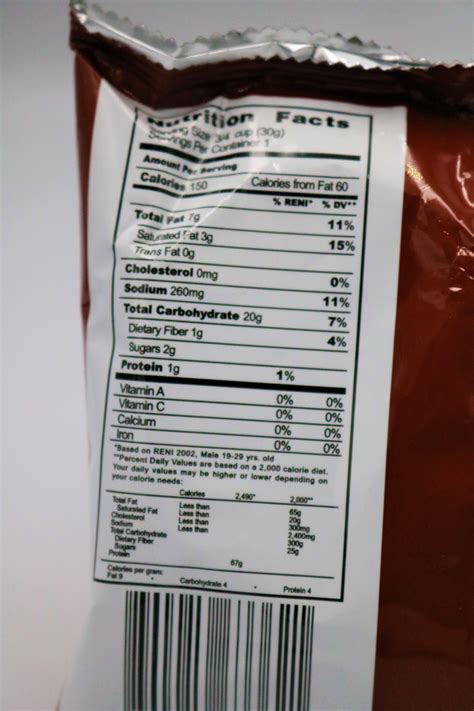 Nutrition Facts
Serving Size 3/4 cup (30g)
Servings Per Container 1
Amount Per Serving
Calories 150 Calories from Fat 60
% RENI* % DV**
Total Fat 7g 11%
Saturated Fat 3g 15%
Trans Fat 0g
Cholesterol 0mg 0%
Sodium 260mg 11%
Total Carbohydrate 20g 7%
Dietary Fiber 1g 4%
Sugars 2g
Protein 1g 1%
Vitamin A 0% 0%
Vitamin C 0% 0%
Calcium 0% 0%
Iron 0% 0%
*Based on RENI 2002, Male 19-29 yrs. old
**Percent Daily Values are based on a 2,000 calorie diet.
Your daily values may be higher or lower depending on
your calorie needs:
Calories 2,490* 2,000**
Total Fat Less than 65g
Saturated Fat Less than 20g
Cholesterol Less than 300mg
Sodium Less than 2,400mg
Total Carbohydrate 300g
Dietary Fiber 25g
Sugars
Protein 67g
Calories per gram:
Fat 9 • Carbohydrate 4 • Protein 4